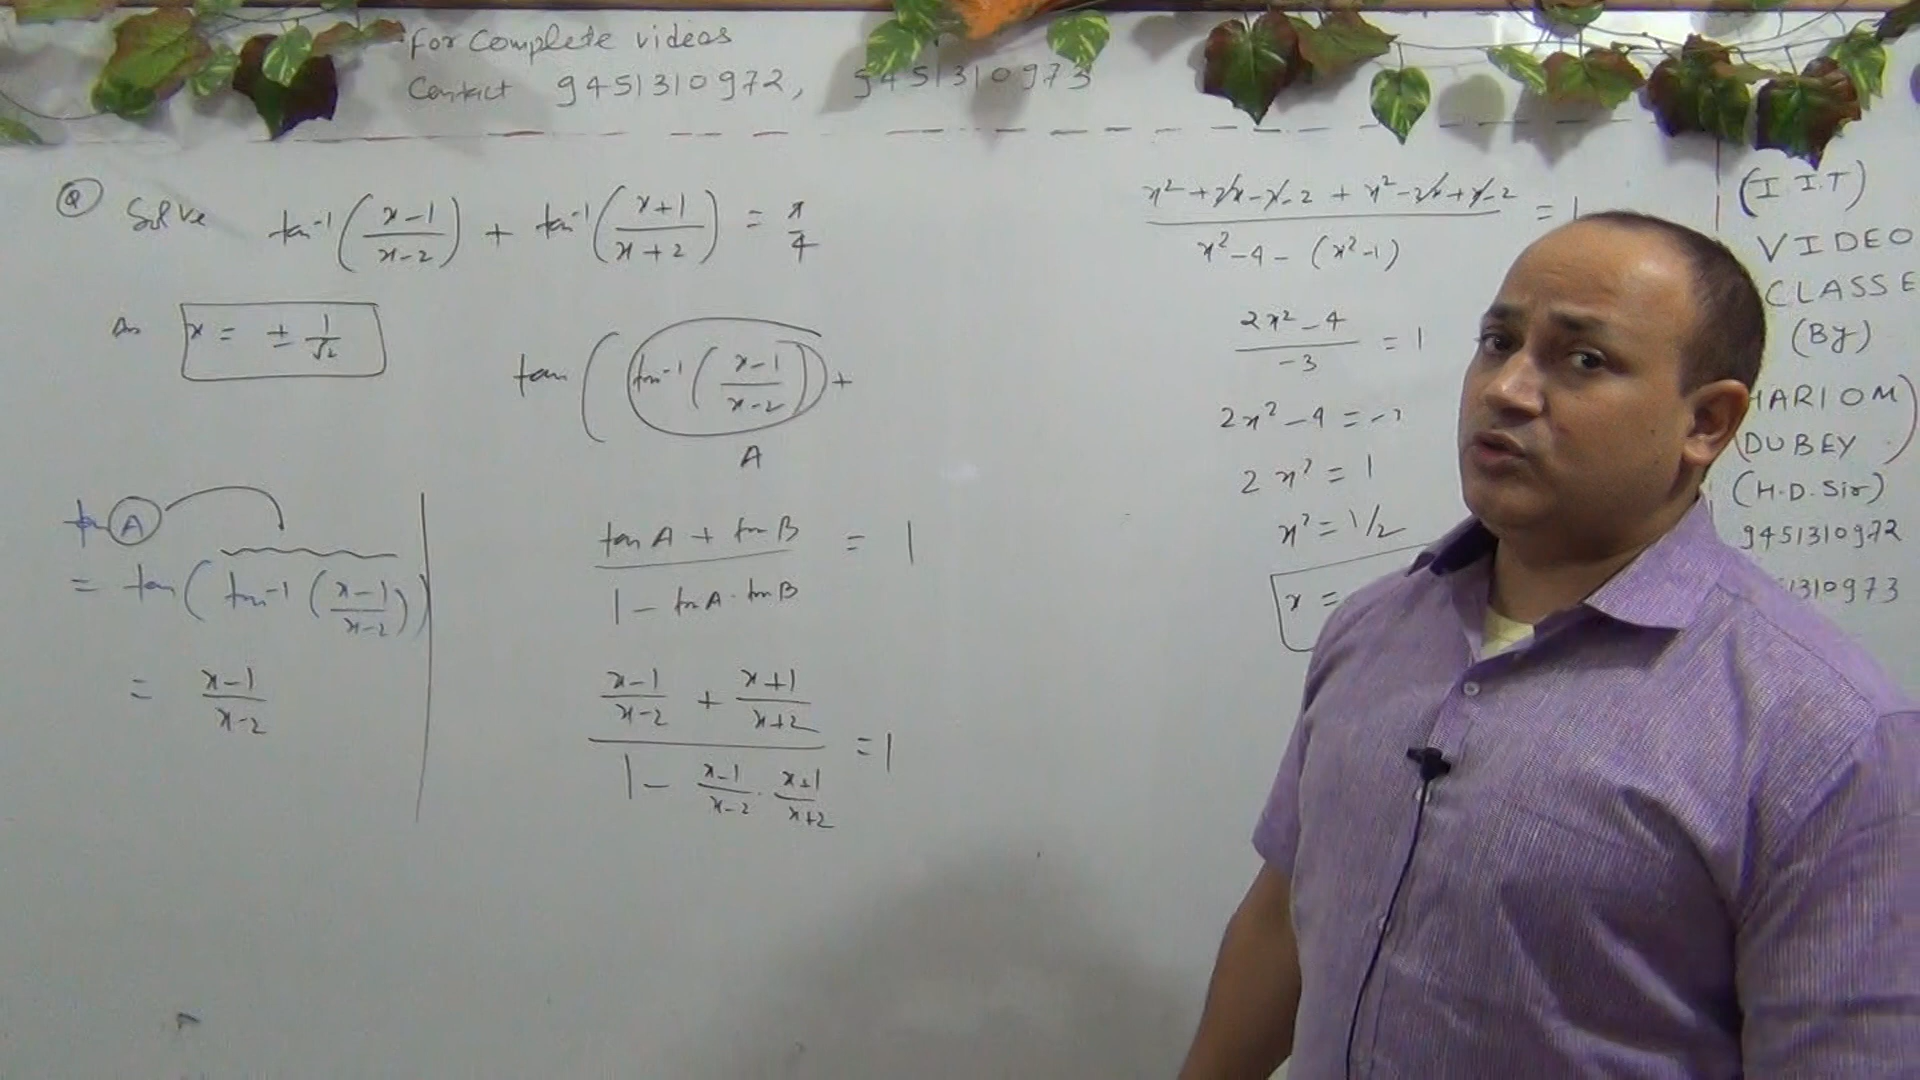 For Complete videos
Contact 9451310972, 9451310973
Q Solve tan⁻¹((x-1)/(x-2)) + tan⁻¹((x+1)/(x+2)) = π/4
An x = ± 1/√2
tan ( tan⁻¹((x-1)/(x-2)) +
A
tan A
= tan(tan⁻¹((x-1)/(x-2)))
= (x-1)/(x-2)
(tan A + tan B)/(1 - tan A · tan B) = 1
((x-1)/(x-2) + (x+1)/(x+2))/(1 - (x-1)/(x-2) · (x+1)/(x+2)) = 1
(x² + 2x - x - 2 + x² - 2x + x - 2)/(x² - 4 - (x² - 1)) = 1
(2x² - 4)/(-3) = 1
2x² - 4 = -3
2x² = 1
x² = 1/2
x =
(I.I.T)
VIDEO
CLASSE
(By)
HARIOM
DUBEY)
(H.D. Sir)
9451310972
1310973